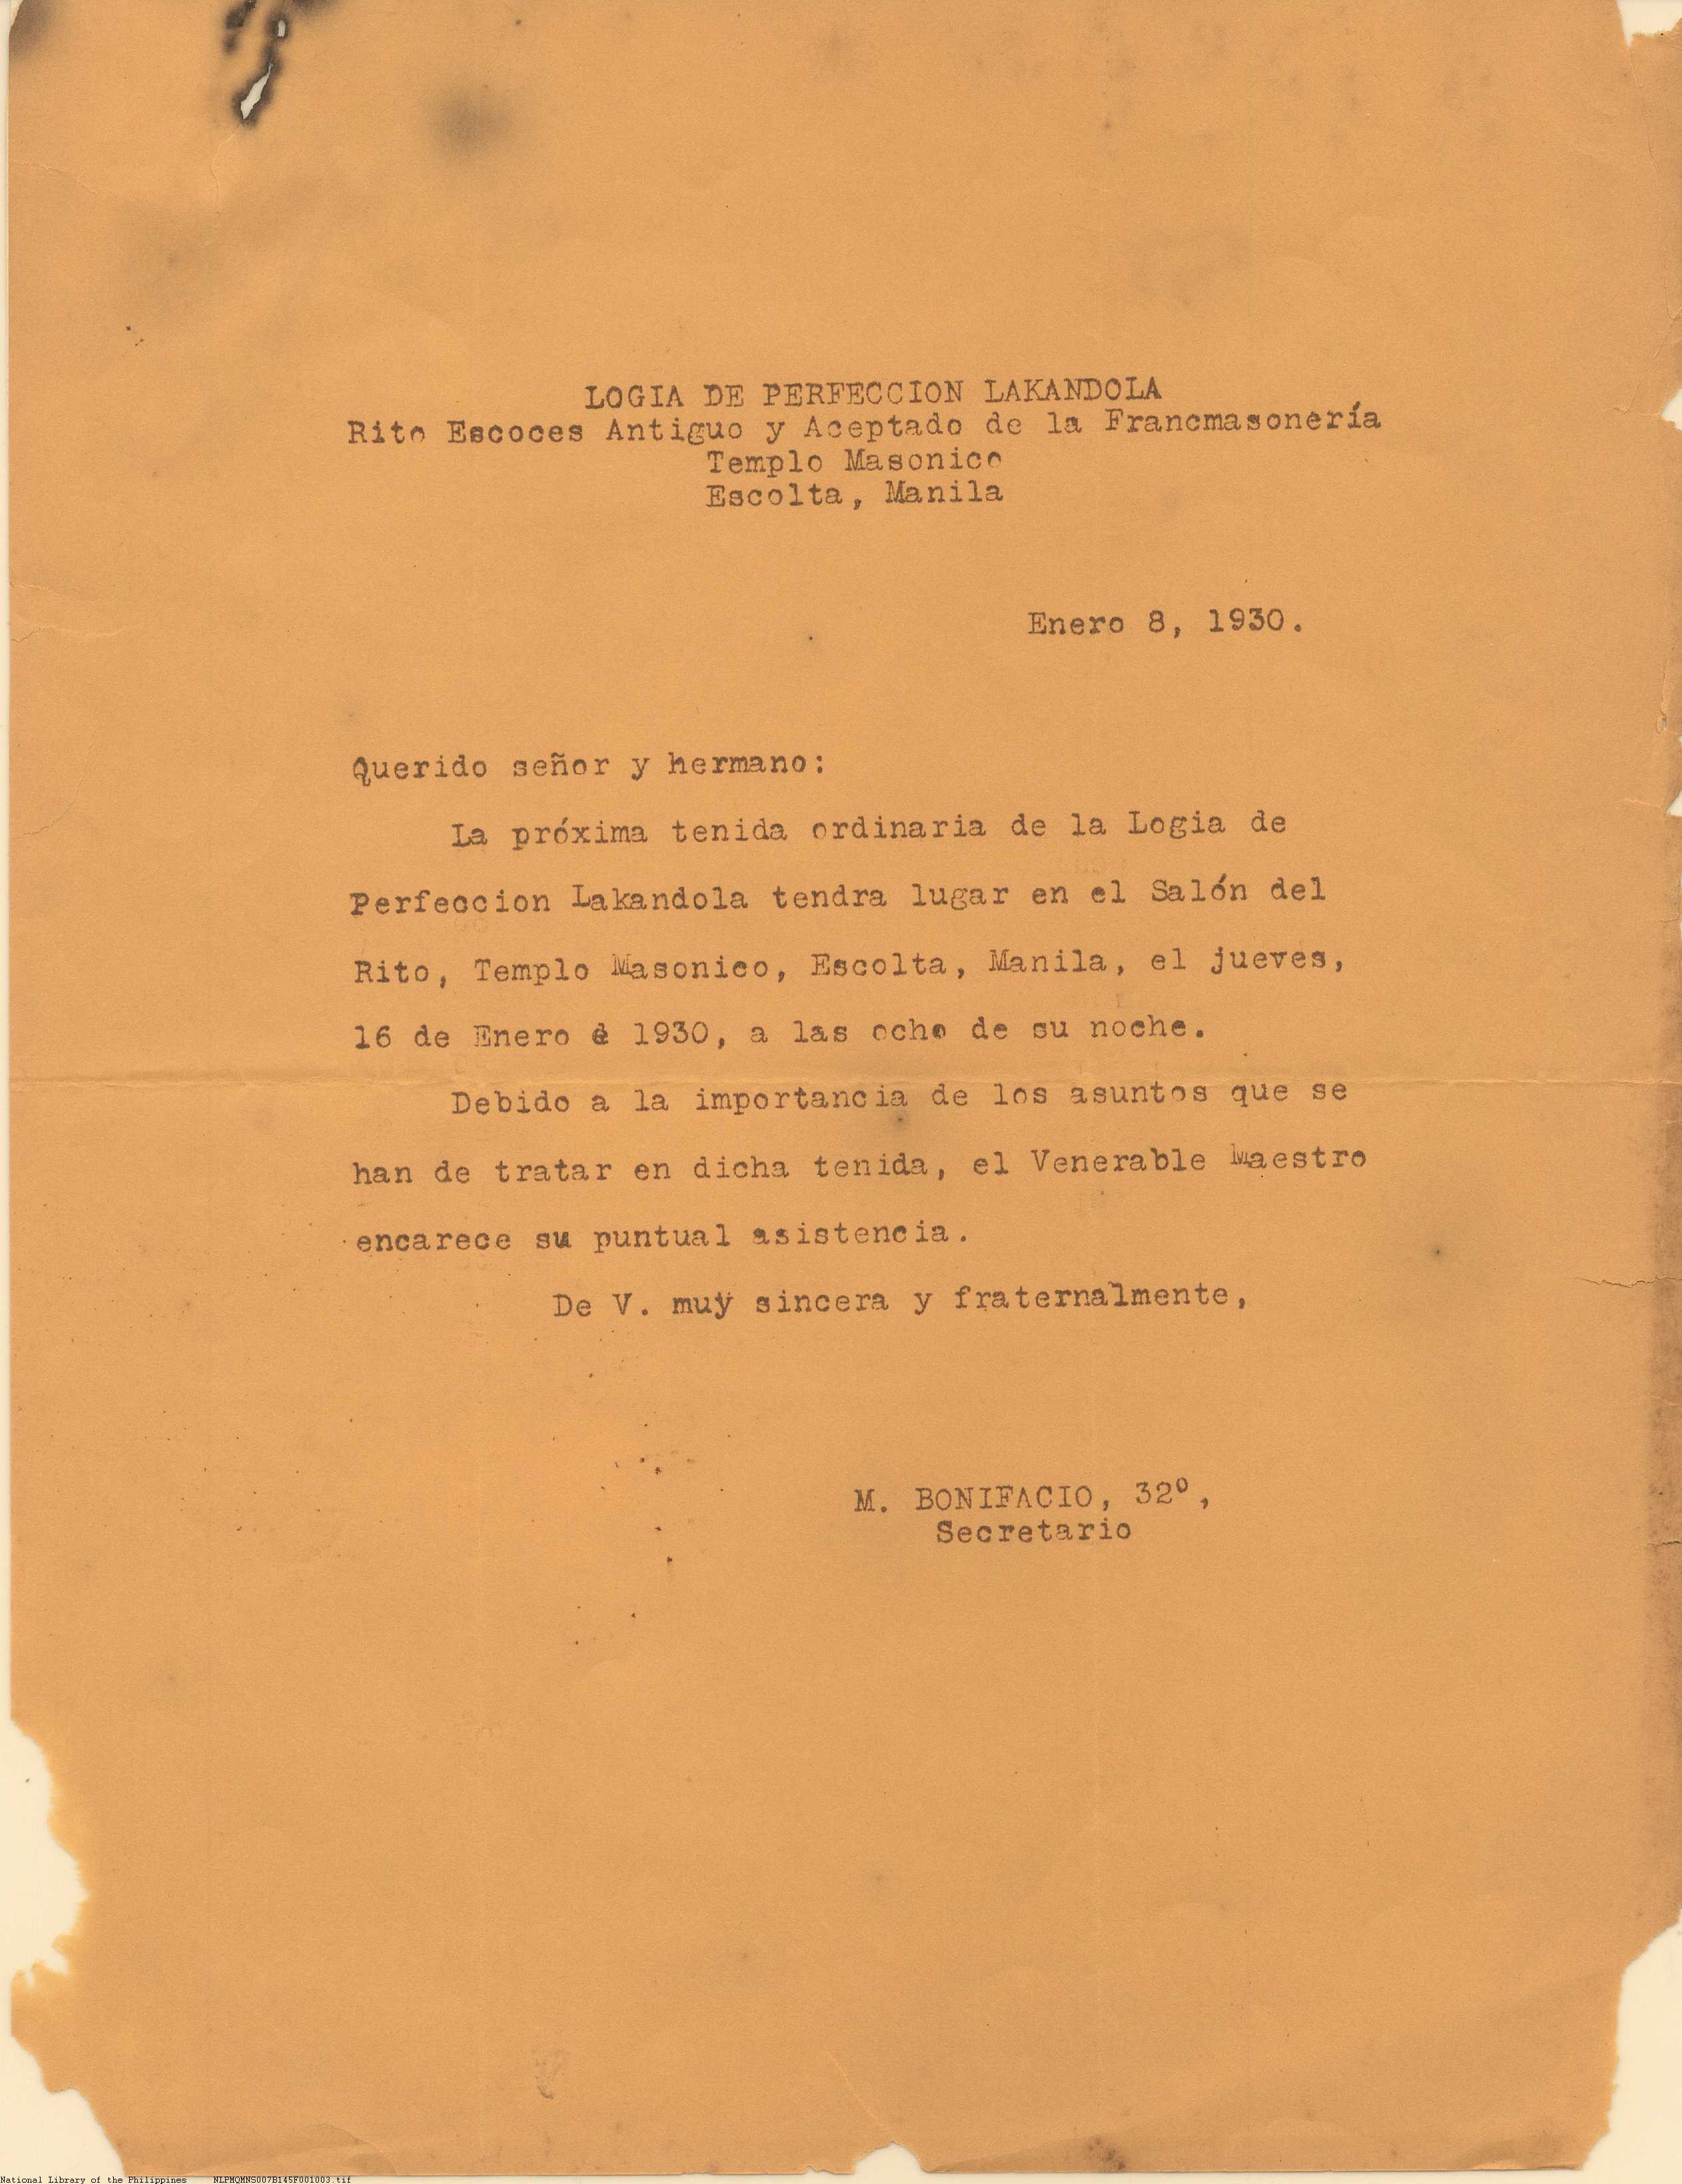 LOGIA DE PERFECCION LAKANDOLA
Rito Escoces Antiguo y Aceptado de la Francmasonería
Templo Masonico
Escolta, Manila
Enero 8, 1930.
Querido señor y hermano:
La próxima tenida ordinaria de la Logia de
Perfeccion Lakandola tendra lugar en el Salón del
Rito, Templo Masonico, Escolta, Manila, el jueves,
16 de Enero 1930, a las ocho de su noche.
Debido a la importancia de los asuntos que se
han de tratar en dicha tenida, el Venerable Maestro
encarece su puntual asistencia.
De V. muy sincera y fraternalmente,
M. BONIFACIO, 32º,
Secretario
National Library of the Philippines NLPMQMNS007B145F001003.tif